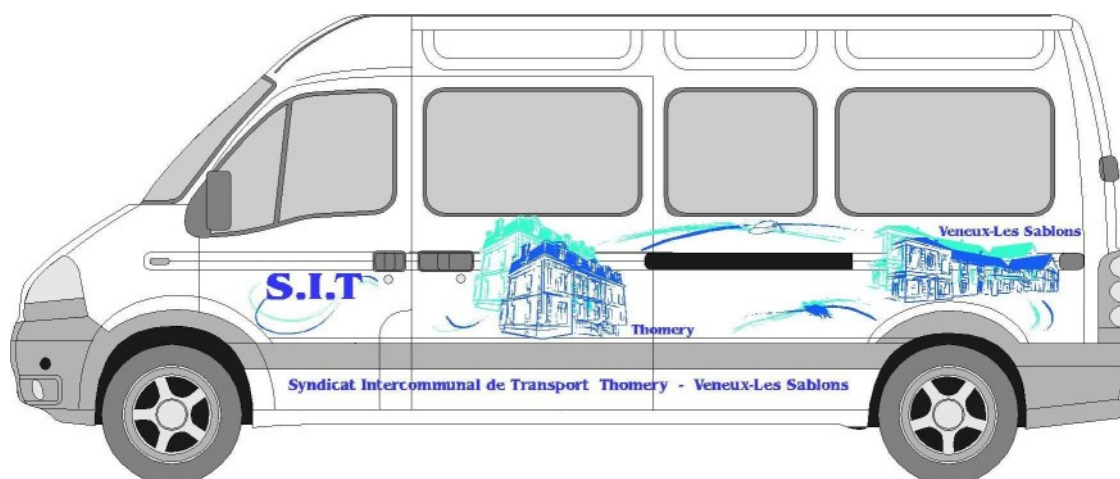 Veneux-Les Sablons
S.I.T
Thomery
Syndicat Intercommunal de Transport Thomery - Veneux-Les Sablons